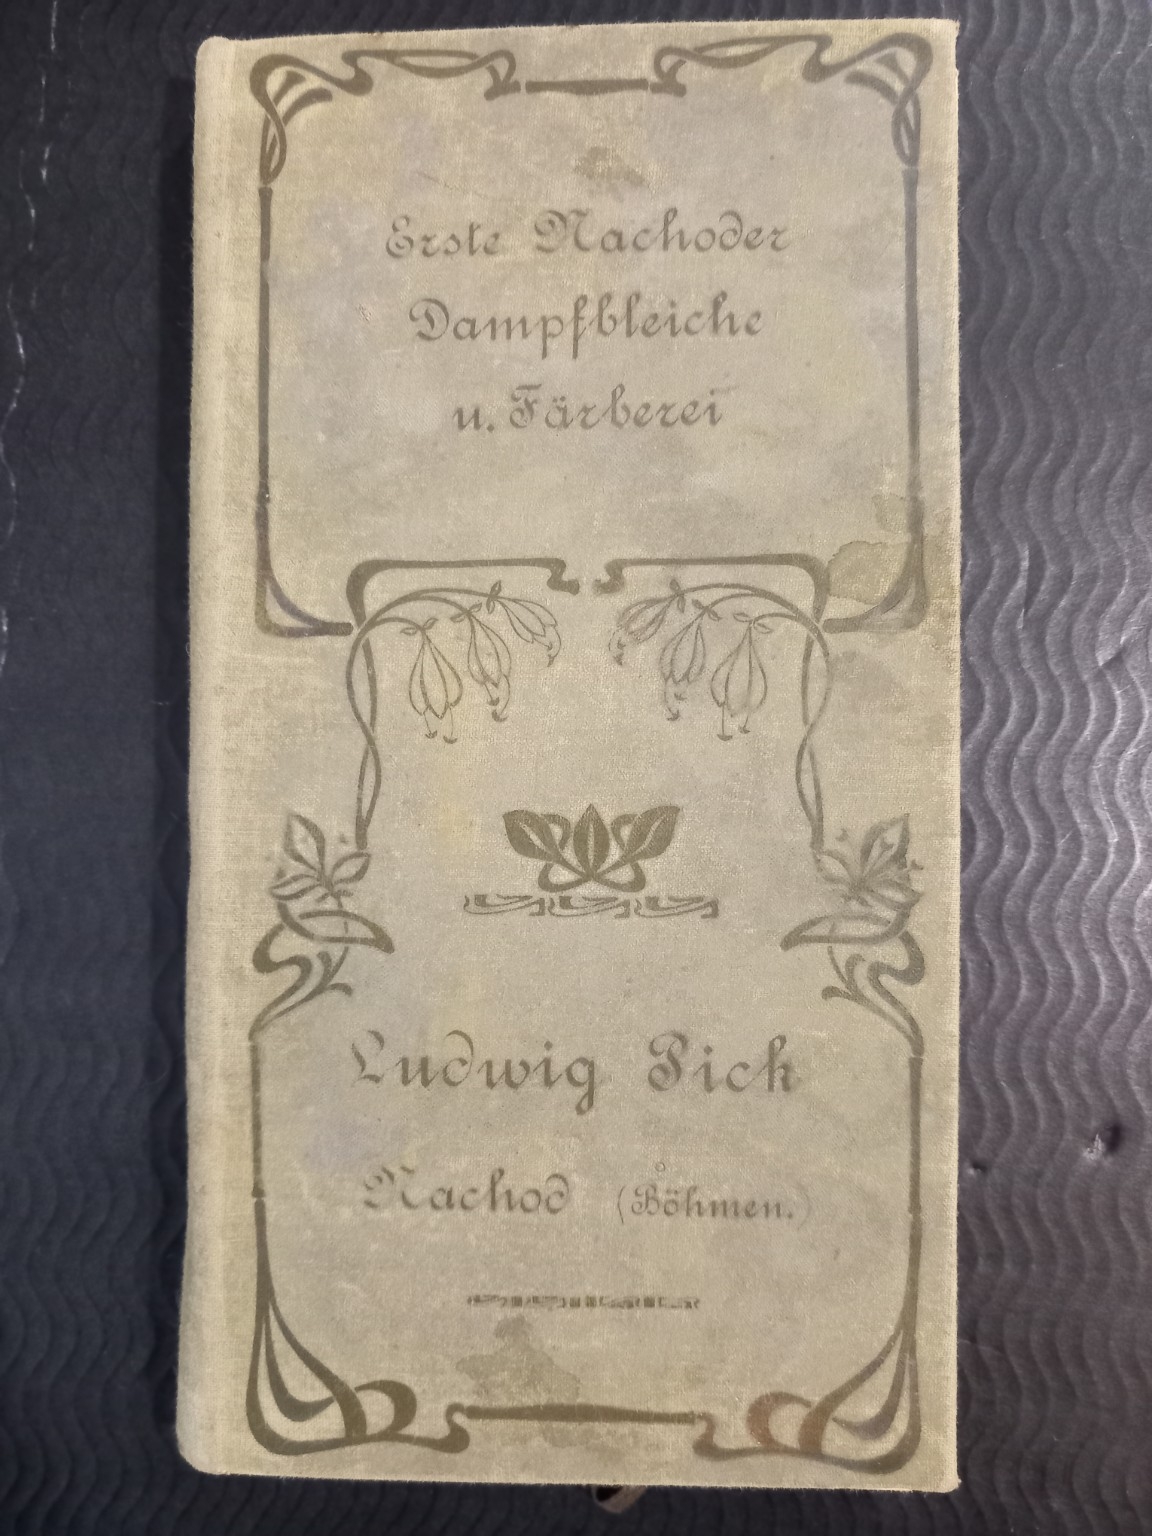 Erste Nachoder
Dampfbleiche
u. Färberei
Ludwig Pick
Nachod (Böhmen.)